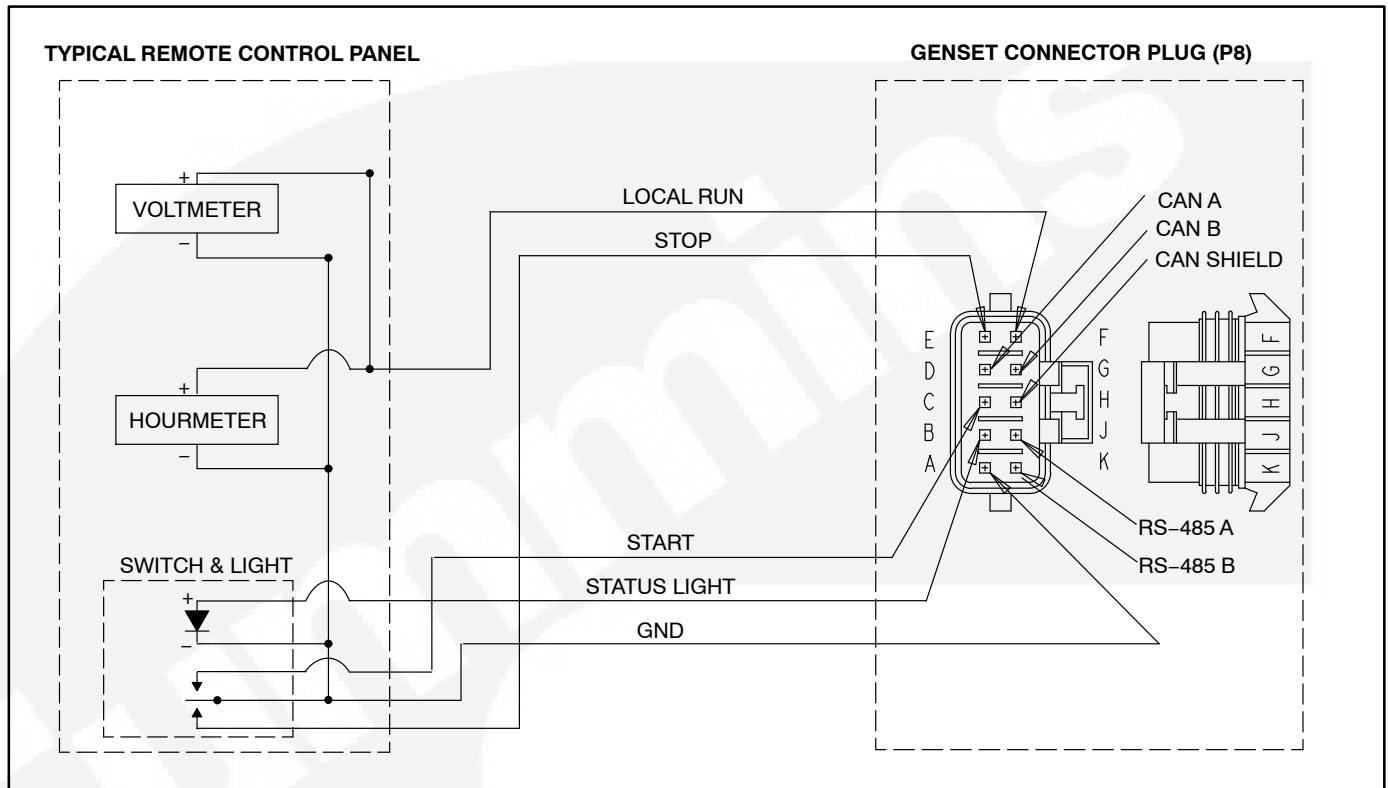 TYPICAL REMOTE CONTROL PANEL
GENSET CONNECTOR PLUG (P8)
+
VOLTMETER
−
LOCAL RUN
STOP
CAN A
CAN B
CAN SHIELD
+
HOURMETER
−
E
D
C
B
A
F
G
H
J
K
F
G
H
J
K
RS−485 A
RS−485 B
START
STATUS LIGHT
GND
SWITCH & LIGHT
+
−
ummins